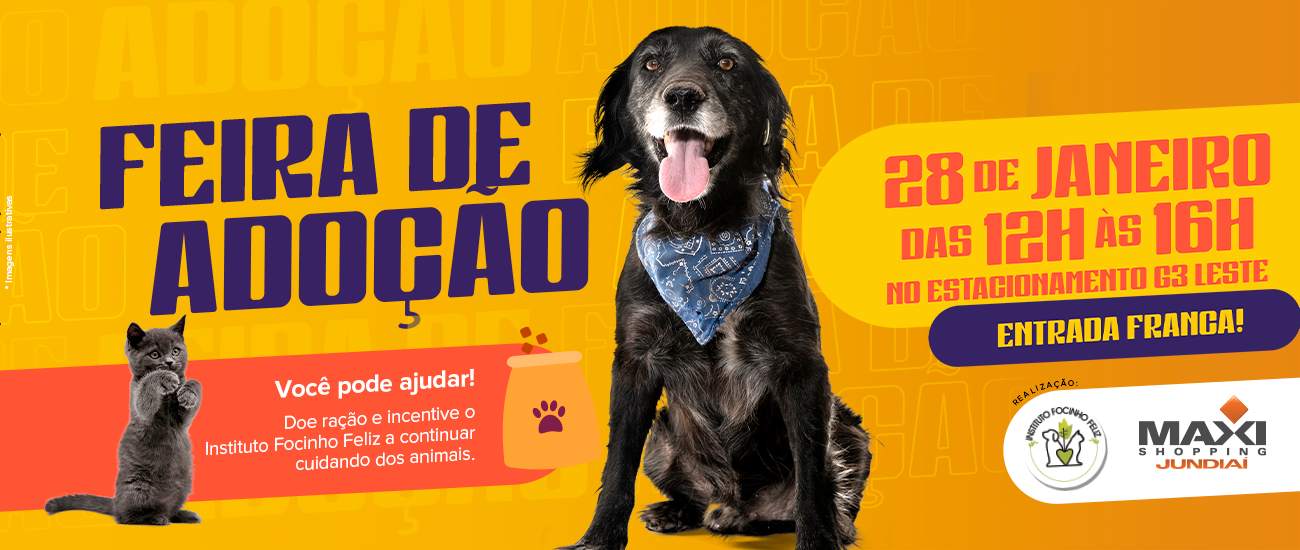 FEIRA DE
ADOÇÃO
* Imagens ilustrativas
Você pode ajudar!
Doe ração e incentive o
Instituto Focinho Feliz a continuar
cuidando dos animais.
28 DE JANEIRO
DAS 12H ÀS 16H
NO ESTACIONAMENTO G3 LESTE
ENTRADA FRANCA!
REALIZAÇÃO:
INSTITUTO FOCINHO FELIZ
MAXI
SHOPPING
JUNDIAÍ